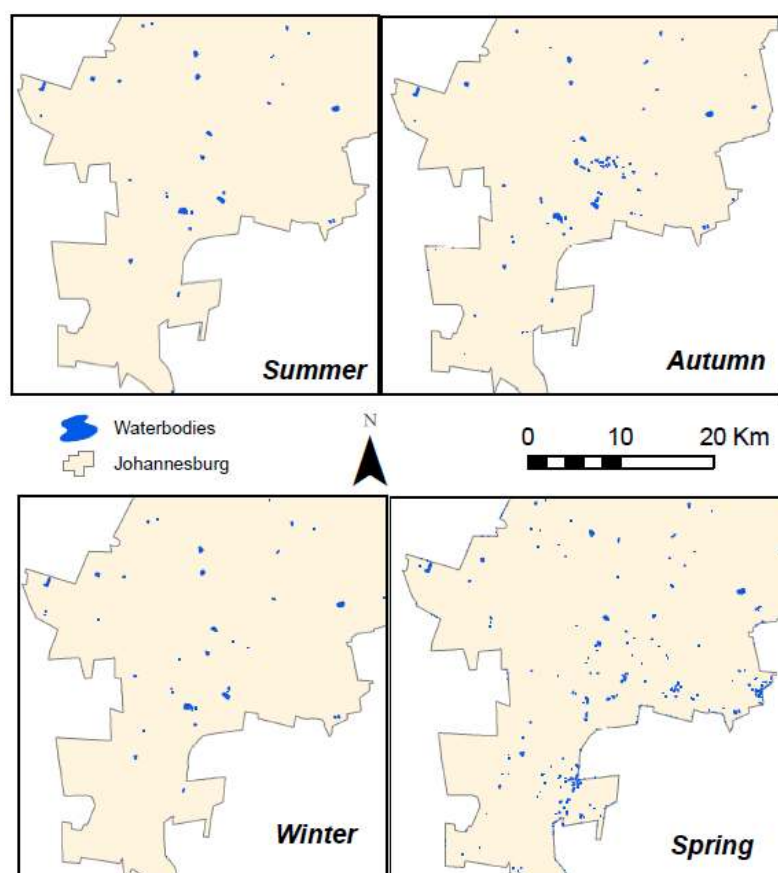 Summer
Autumn
Waterbodies
Johannesburg
N
0 10 20 Km
Winter
Spring